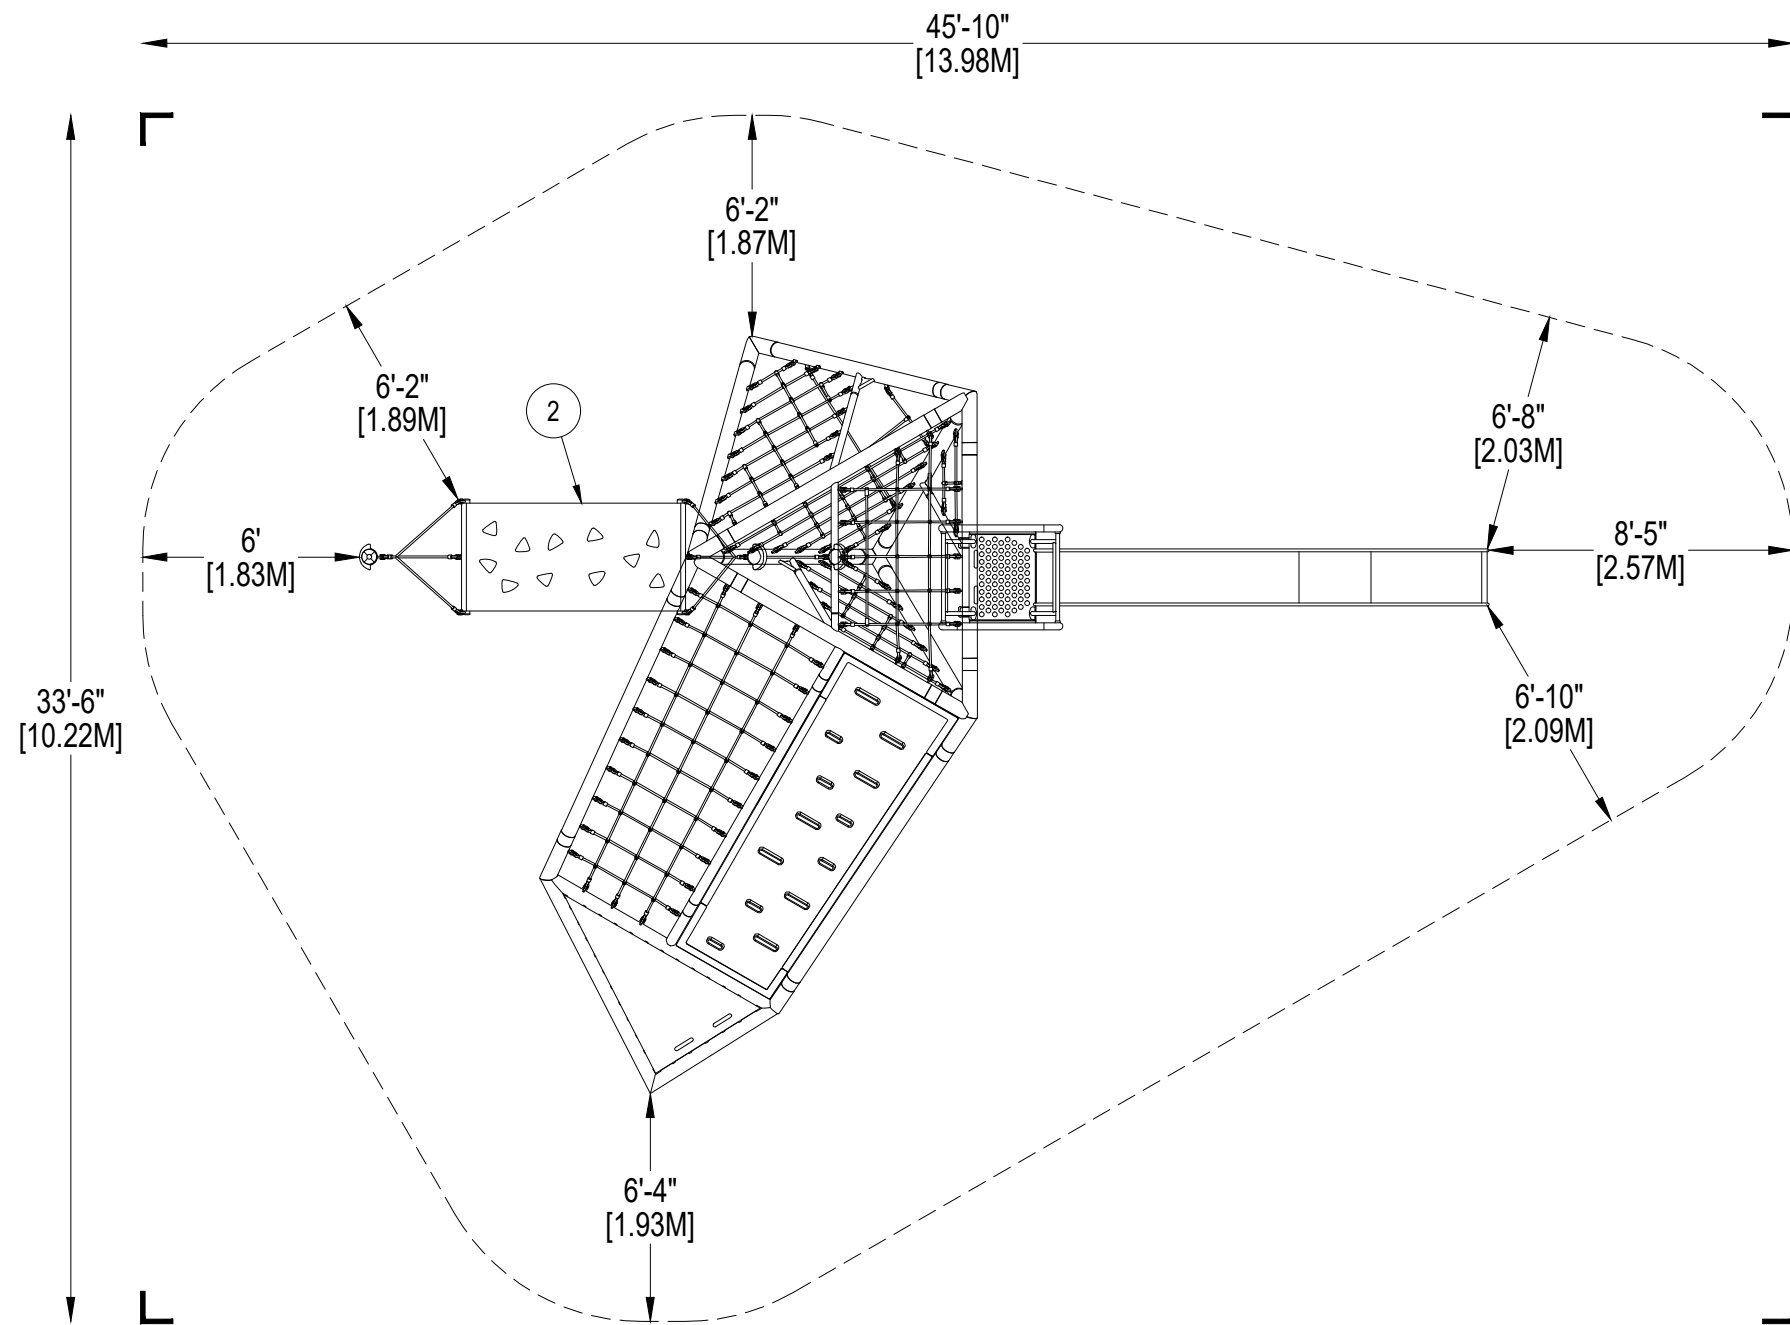 45'-10"
[13.98M]
6'-2"
[1.87M]
6'-2"
[1.89M]
2
6'-8"
[2.03M]
6'
[1.83M]
8'-5"
[2.57M]
33'-6"
[10.22M]
6'-10"
[2.09M]
6'-4"
[1.93M]